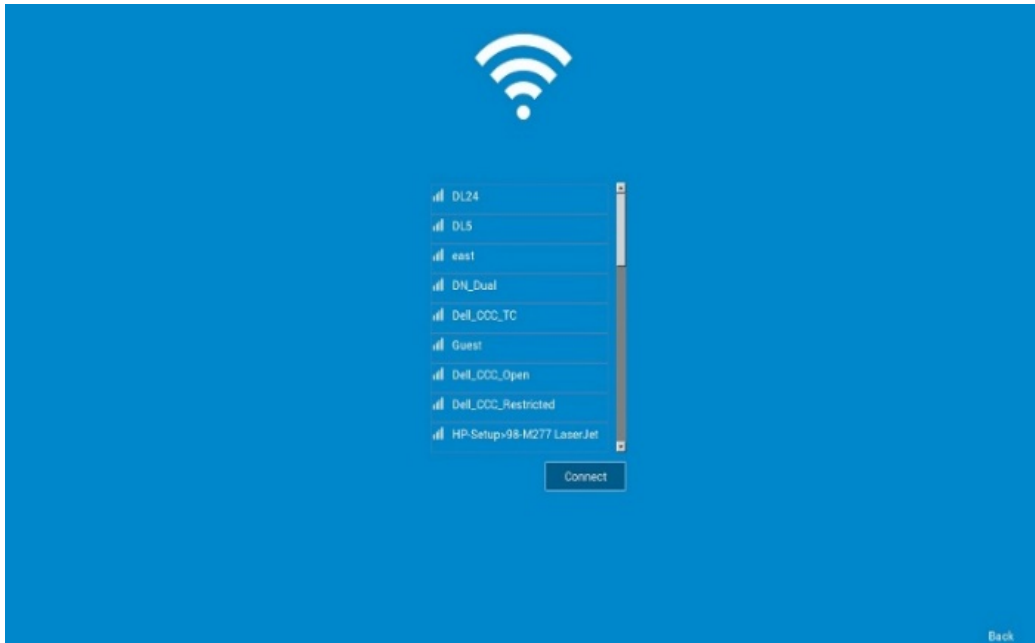 DL24
DL5
east
DN_Dual
Dell_CCC_TC
Guest
Dell_CCC_Open
Dell_CCC_Restricted
HP-Setup>98-M277 LaserJet
Connect
Back